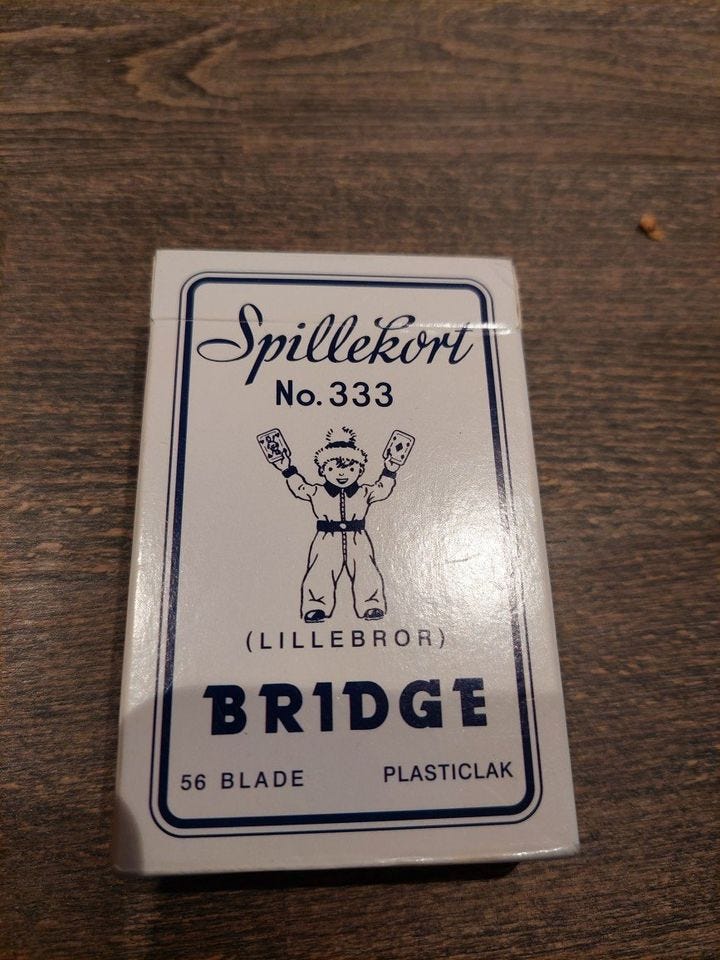 Spillekort
No. 333
(LILLEBROR)
BRIDGE
56 BLADE PLASTICLAK